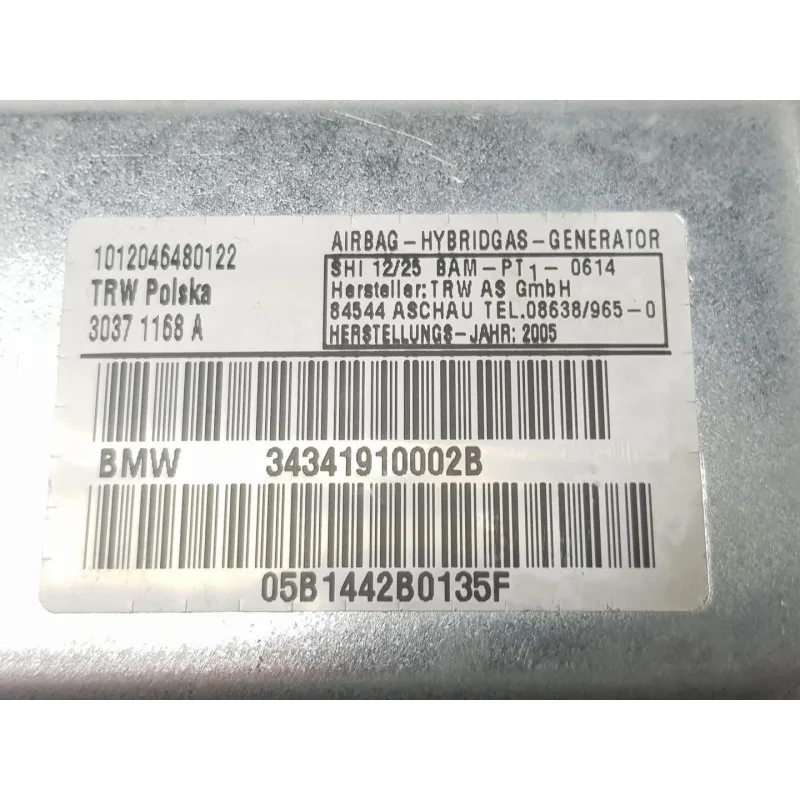 1012046480122
TRW Polska
3037 1168 A
AIRBAG-HYBRIDGAS-GENERATOR
SHI 12/25 BAM-PT1-0614
Hersteller: TRW AS GmbH
84544 ASCHAU TEL.08638/965-0
HERSTELLUNGS-JAHR: 2005
BMW 34341910002B
05B1442B0135F